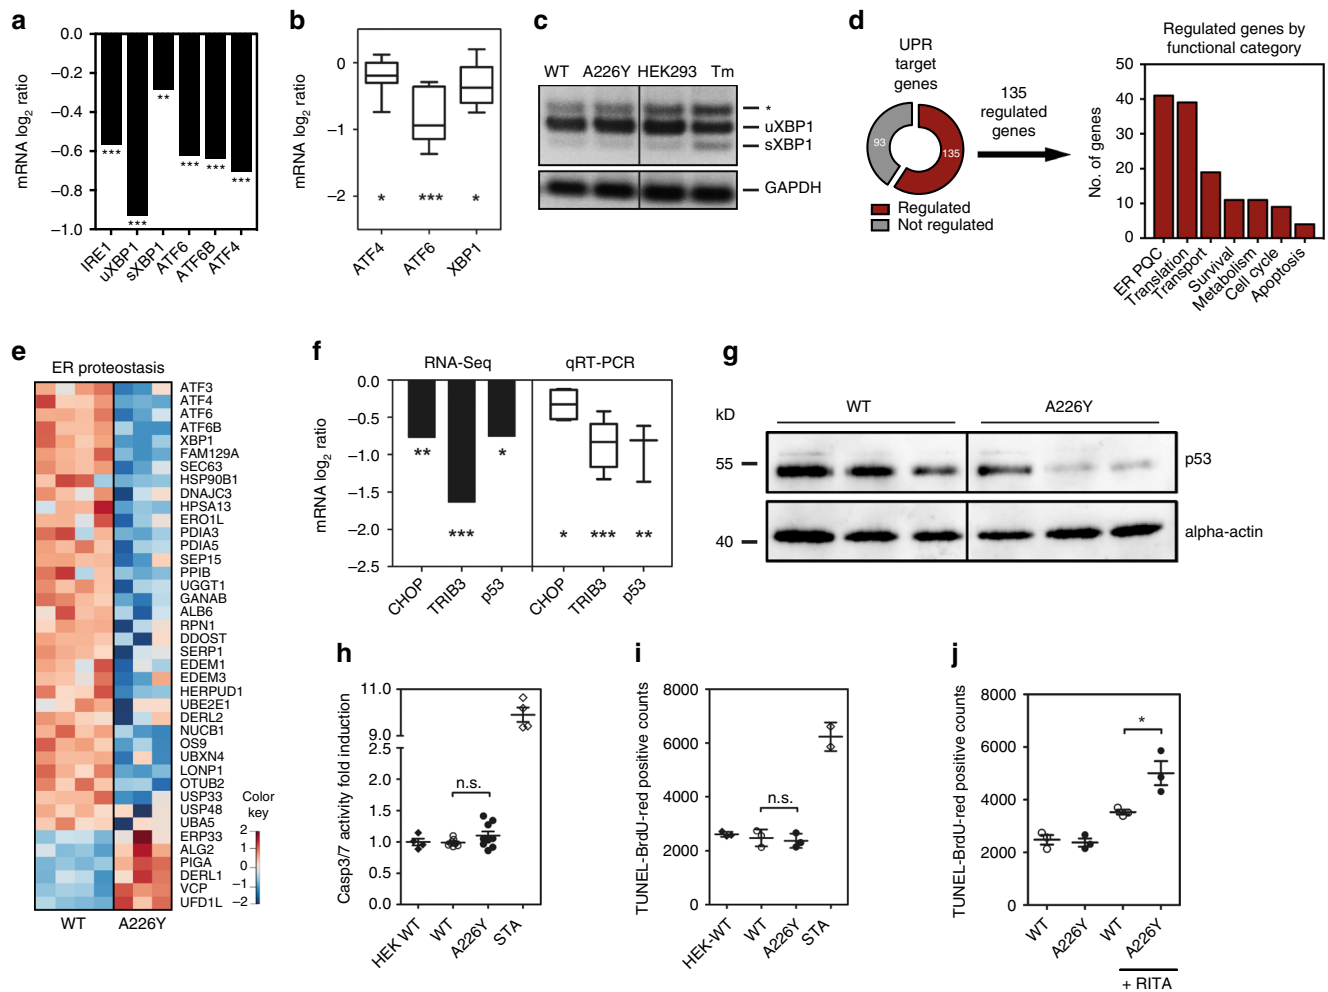 a
0.0
−0.2
−0.4
−0.6
−0.8
−1.0
mRNA log2 ratio
**
***
***
***
***
***
IRE1
uXBP1
sXBP1
ATF6
ATF6B
ATF4
b
0
−1
−2
mRNA log2 ratio
*
***
*
ATF4
ATF6
XBP1
c
WT A226Y HEK293 Tm
*
uXBP1
sXBP1
GAPDH
d
UPR
target
genes
93
135
Regulated
Not regulated
135
regulated
genes
Regulated genes by
functional category
50
40
30
20
10
0
No. of genes
ER PQC
Translation
Transport
Survival
Metabolism
Cell cycle
Apoptosis
e
ER proteostasis
ATF3
ATF4
ATF6
ATF6B
XBP1
FAM129A
SEC63
HSP90B1
DNAJC3
HPSA13
ERO1L
PDIA3
PDIA5
SEP15
PPIB
UGGT1
GANAB
ALB6
RPN1
DDOST
SERP1
EDEM1
EDEM3
HERPUD1
UBE2E1
DERL2
NUCB1
OS9
UBXN4
LONP1
OTUB2
USP33
USP48
UBA5
ERP33
ALG2
PIGA
DERL1
VCP
UFD1L
WT A226Y
Color
key
2
1
0
−1
−2
f
RNA-Seq qRT-PCR
0.0
−0.5
−1.0
−1.5
−2.0
−2.5
mRNA log2 ratio
**
***
*
*
***
**
CHOP
TRIB3
p53
CHOP
TRIB3
p53
g
kD
WT A226Y
55
p53
40
alpha-actin
h
11.0
9.0
2.5
2.0
1.5
1.0
0.5
0.0
Casp3/7 activity fold induction
n.s.
HEK WT
WT
A226Y
STA
i
8000
6000
4000
2000
0
TUNEL-BrdU-red positive counts
n.s.
HEK-WT
WT
A226Y
STA
j
8000
6000
4000
2000
0
TUNEL-BrdU-red positive counts
*
WT
A226Y
WT
A226Y
+ RITA